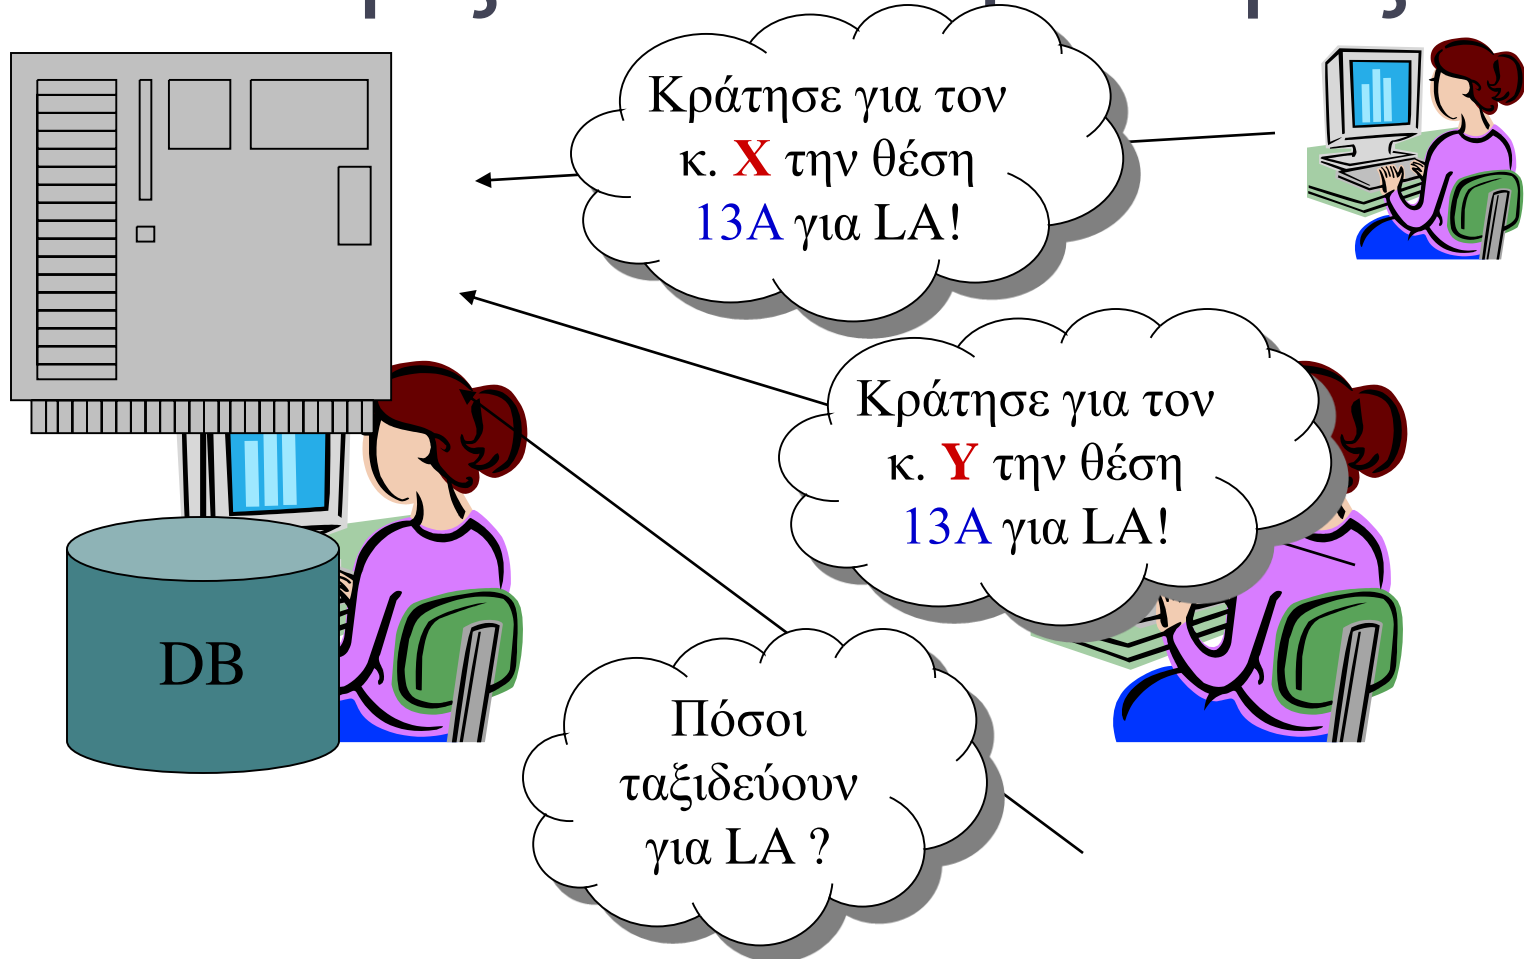 Κράτησε για τον
κ. X την θέση
13A για LA!
Κράτησε για τον
κ. Y την θέση
13A για LA!
DB
Πόσοι
ταξιδεύουν
για LA ?